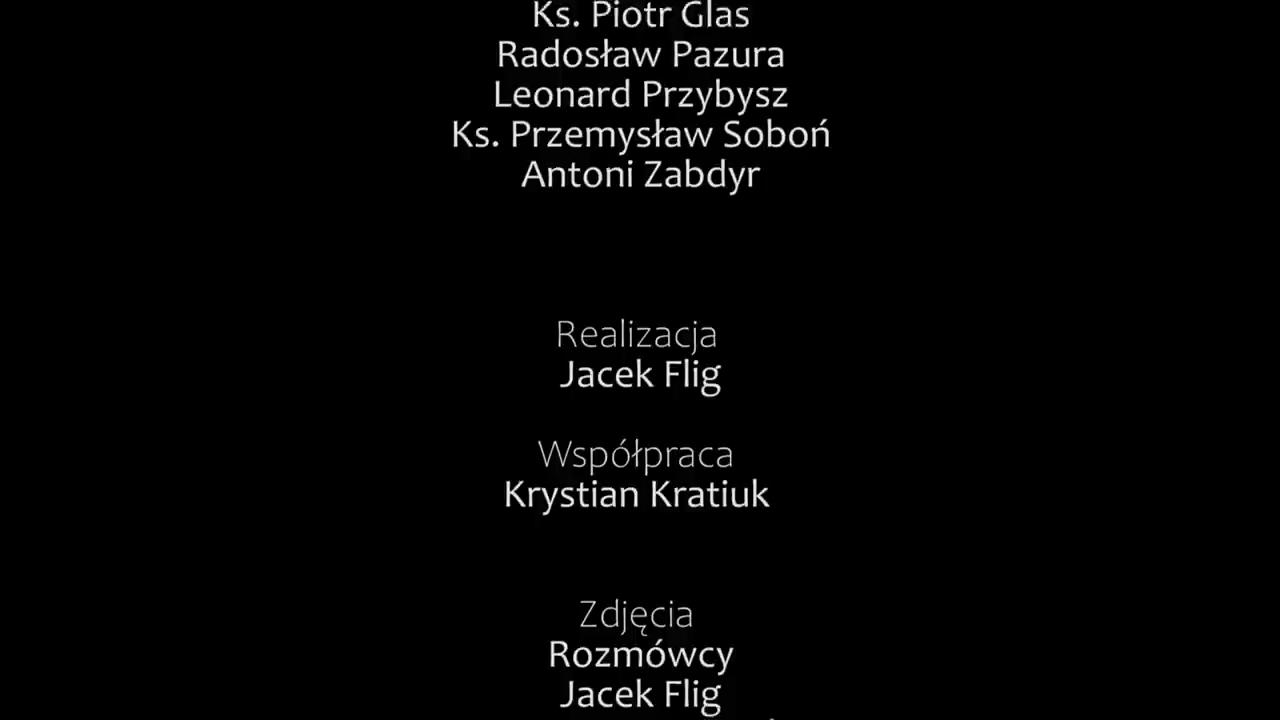 Ks. Piotr Glas
Radosław Pazura
Leonard Przybysz
Ks. Przemysław Soboń
Antoni Zabdyr
Realizacja
Jacek Flig
Współpraca
Krystian Kratiuk
Zdjęcia
Rozmówcy
Jacek Flig